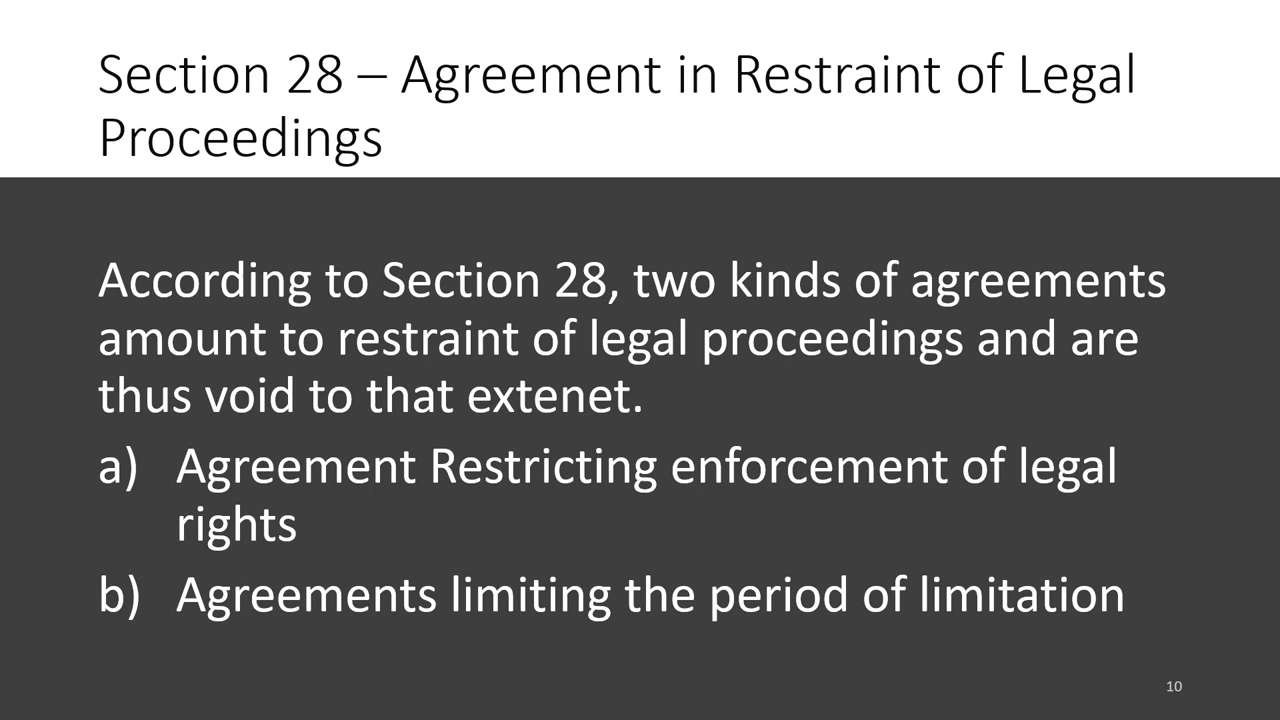 Section 28 – Agreement in Restraint of Legal
Proceedings
According to Section 28, two kinds of agreements
amount to restraint of legal proceedings and are
thus void to that extenet.
a) Agreement Restricting enforcement of legal
rights
b) Agreements limiting the period of limitation
10